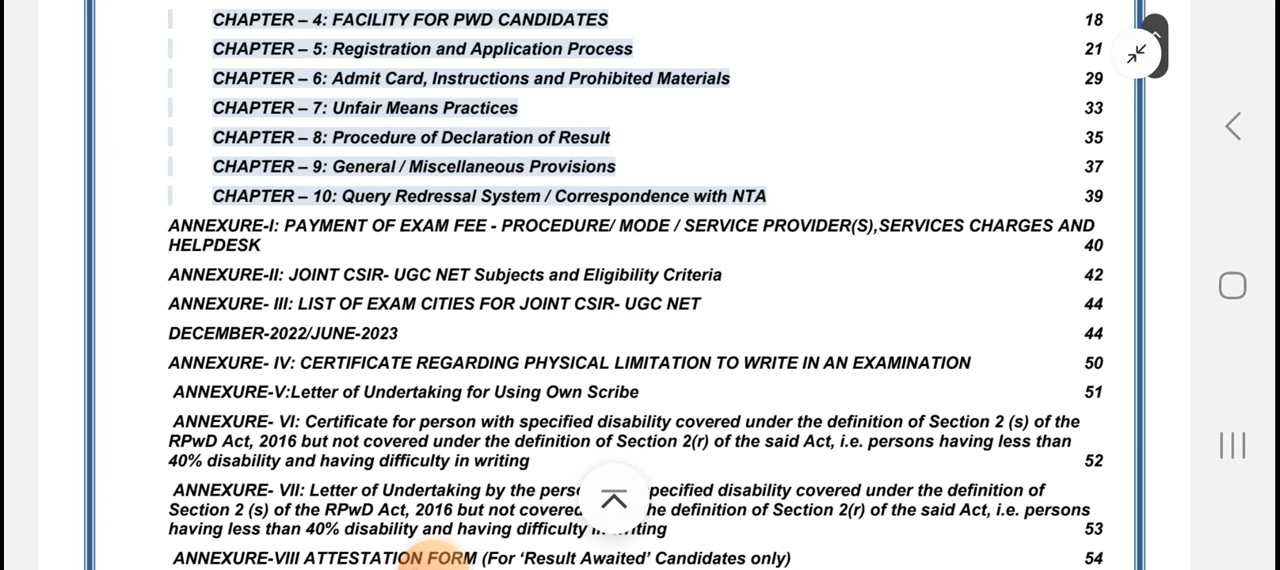 CHAPTER – 4: FACILITY FOR PWD CANDIDATES 18
CHAPTER – 5: Registration and Application Process 21
CHAPTER – 6: Admit Card, Instructions and Prohibited Materials 29
CHAPTER – 7: Unfair Means Practices 33
CHAPTER – 8: Procedure of Declaration of Result 35
CHAPTER – 9: General / Miscellaneous Provisions 37
CHAPTER – 10: Query Redressal System / Correspondence with NTA 39
ANNEXURE-I: PAYMENT OF EXAM FEE - PROCEDURE/ MODE / SERVICE PROVIDER(S),SERVICES CHARGES AND
HELPDESK 40
ANNEXURE-II: JOINT CSIR- UGC NET Subjects and Eligibility Criteria 42
ANNEXURE- III: LIST OF EXAM CITIES FOR JOINT CSIR- UGC NET 44
DECEMBER-2022/JUNE-2023 44
ANNEXURE- IV: CERTIFICATE REGARDING PHYSICAL LIMITATION TO WRITE IN AN EXAMINATION 50
ANNEXURE-V:Letter of Undertaking for Using Own Scribe 51
ANNEXURE- VI: Certificate for person with specified disability covered under the definition of Section 2 (s) of the
RPwD Act, 2016 but not covered under the definition of Section 2(r) of the said Act, i.e. persons having less than
40% disability and having difficulty in writing 52
ANNEXURE- VII: Letter of Undertaking by the disability covered under the definition of
Section 2 (s) of the RPwD Act, 2016 but not covered definition of Section 2(r) of the said Act, i.e. persons
having less than 40% disability and having difficulty 53
ANNEXURE-VIII ATTESTATION FORM (For ‘Result Awaited’ Candidates only) 54